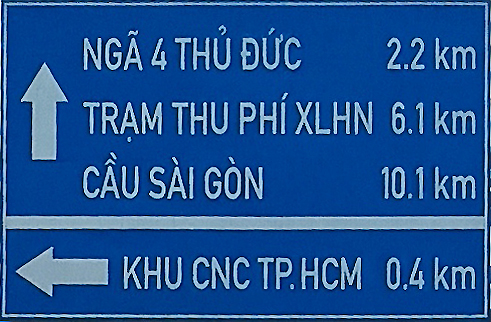 NGÃ 4 THỦ ĐỨC 2.2 km
TRẠM THU PHÍ XLHN 6.1 km
CẦU SÀI GÒN 10.1 km
KHU CNC TP.HCM 0.4 km